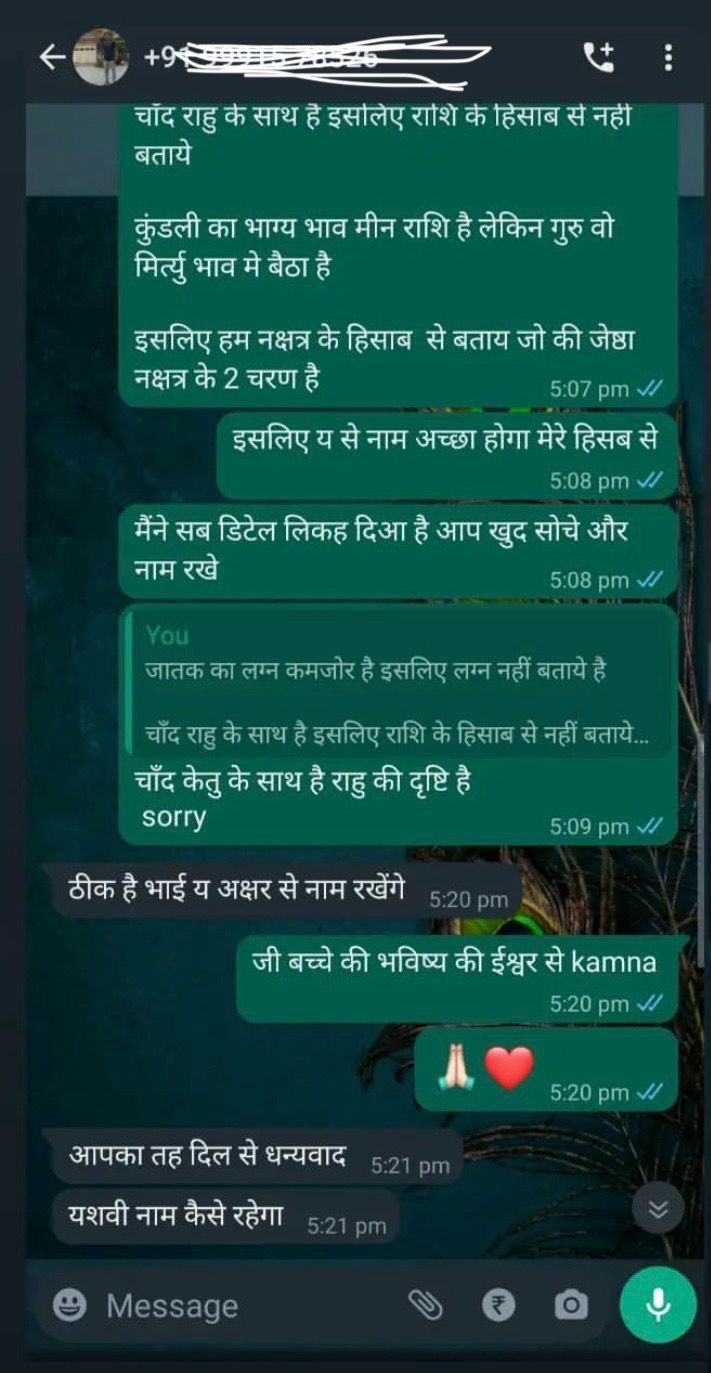 +91
चाँद राहु के साथ है इसलिए राशि के हिसाब से नहीं
बताये
कुंडली का भाग्य भाव मीन राशि है लेकिन गुरु वो
मिर्त्यु भाव मे बैठा है
इसलिए हम नक्षत्र के हिसाब से बताय जो की जेष्ठा
नक्षत्र के 2 चरण है
5:07 pm
इसलिए य से नाम अच्छा होगा मेरे हिसब से
5:08 pm
मैंने सब डिटेल लिकह दिआ है आप खुद सोचे और
नाम रखे
5:08 pm
You
जातक का लग्न कमजोर है इसलिए लग्न नहीं बताये है
चाँद राहु के साथ है इसलिए राशि के हिसाब से नहीं बताये...
चाँद केतु के साथ है राहु की दृष्टि है
sorry
5:09 pm
ठीक है भाई य अक्षर से नाम रखेंगे
5:20 pm
जी बच्चे की भविष्य की ईश्वर से kamna
5:20 pm
5:20 pm
आपका तह दिल से धन्यवाद
5:21 pm
यशवी नाम कैसे रहेगा
5:21 pm
Message